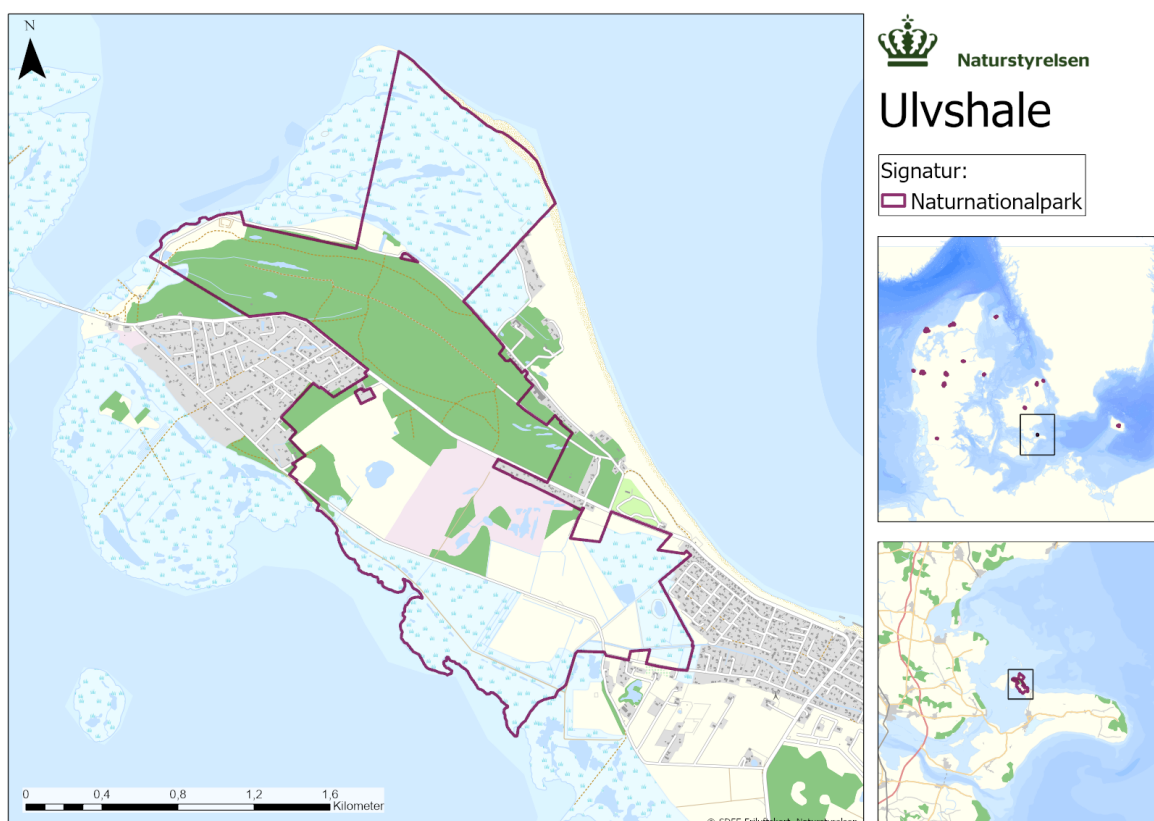 N
Naturstyrelsen
Ulvshale
Signatur:
Naturnationalpark
0 0,4 0,8 1,2 1,6
Kilometer